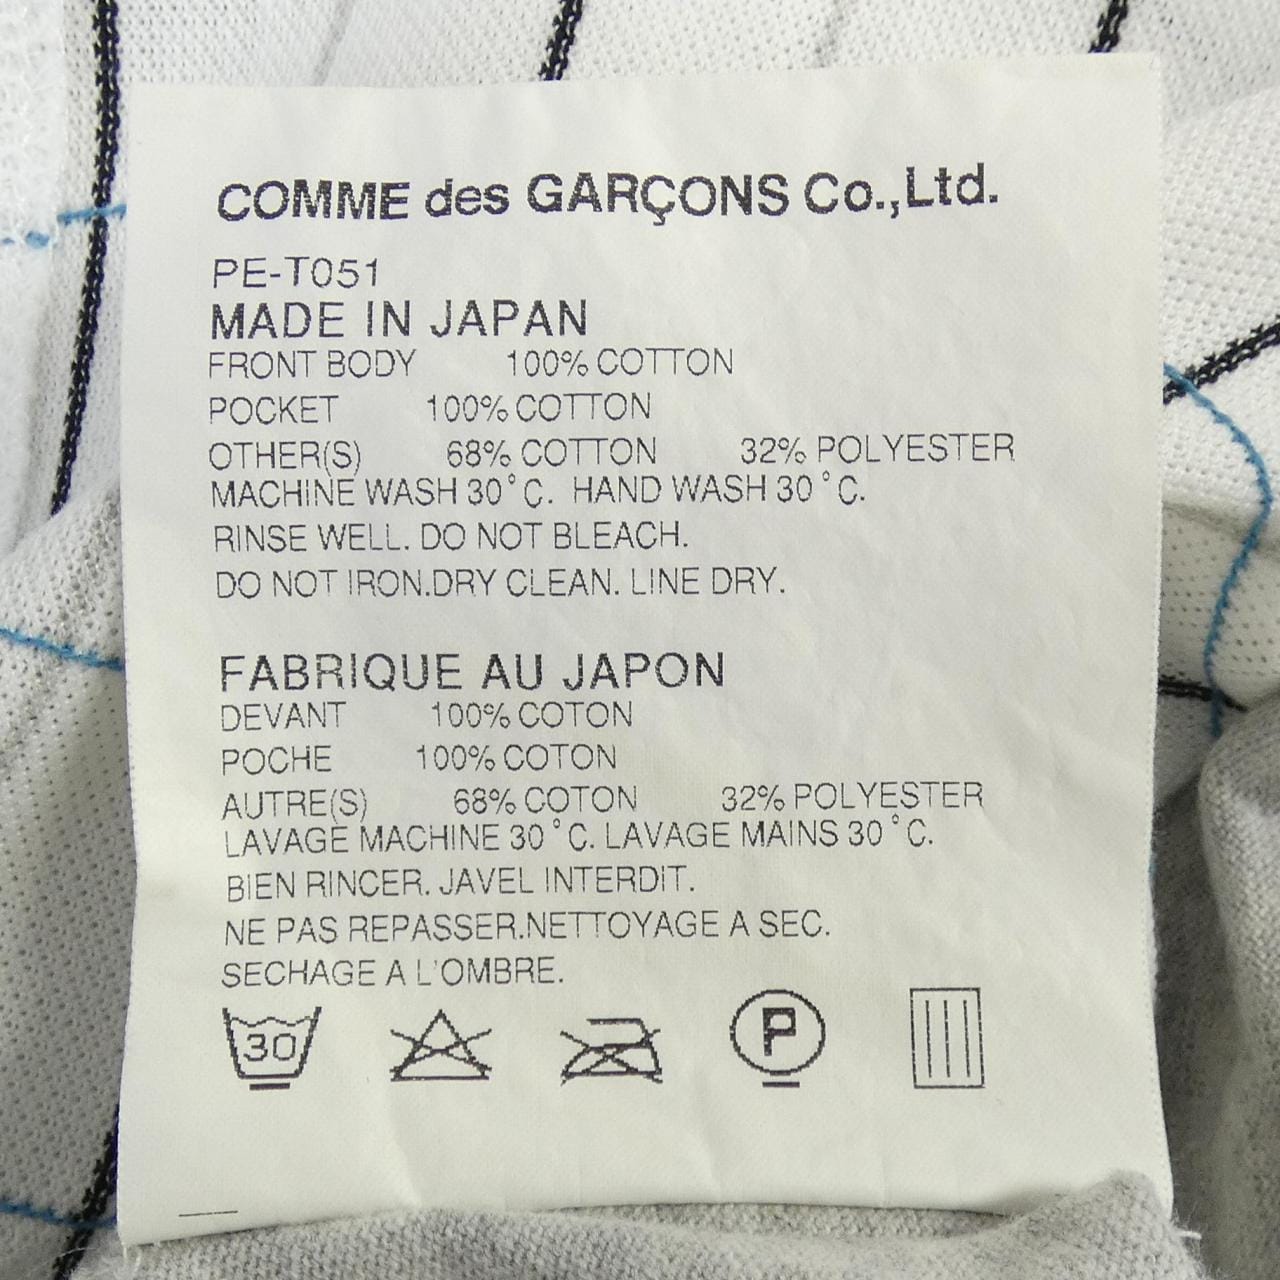 COMME des GARÇONS Co.,Ltd.
PE-T051
MADE IN JAPAN
FRONT BODY 100% COTTON
POCKET 100% COTTON
OTHER(S) 68% COTTON 32% POLYESTER
MACHINE WASH 30°C. HAND WASH 30°C.
RINSE WELL. DO NOT BLEACH.
DO NOT IRON.DRY CLEAN. LINE DRY.
FABRIQUE AU JAPON
DEVANT 100% COTON
POCHE 100% COTON
AUTRE(S) 68% COTON 32% POLYESTER
LAVAGE MACHINE 30°C. LAVAGE MAINS 30°C.
BIEN RINCER. JAVEL INTERDIT.
NE PAS REPASSER.NETTOYAGE A SEC.
SECHAGE A L'OMBRE.
30 P